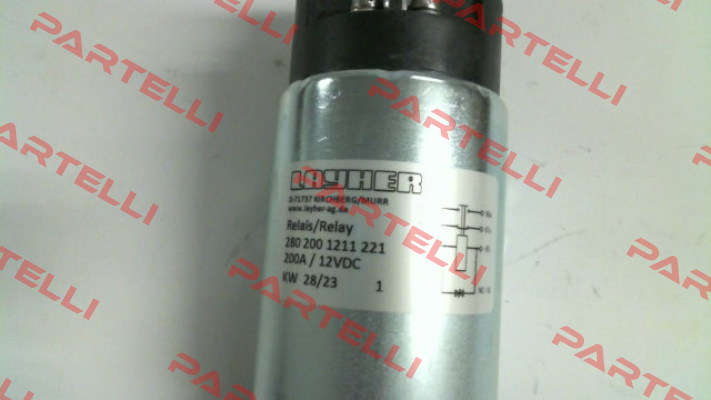 LAYHER
D-71737 KIRCHBERG/MURR
www.layher-ag.de
Relais/Relay
280 200 1211 221
200A / 12VDC
KW 28/23 1
PARTELLI
PARTELLI
PARTELLI
PARTELLI
PARTELLI
PARTELLI
PARTELLI
PARTELLI